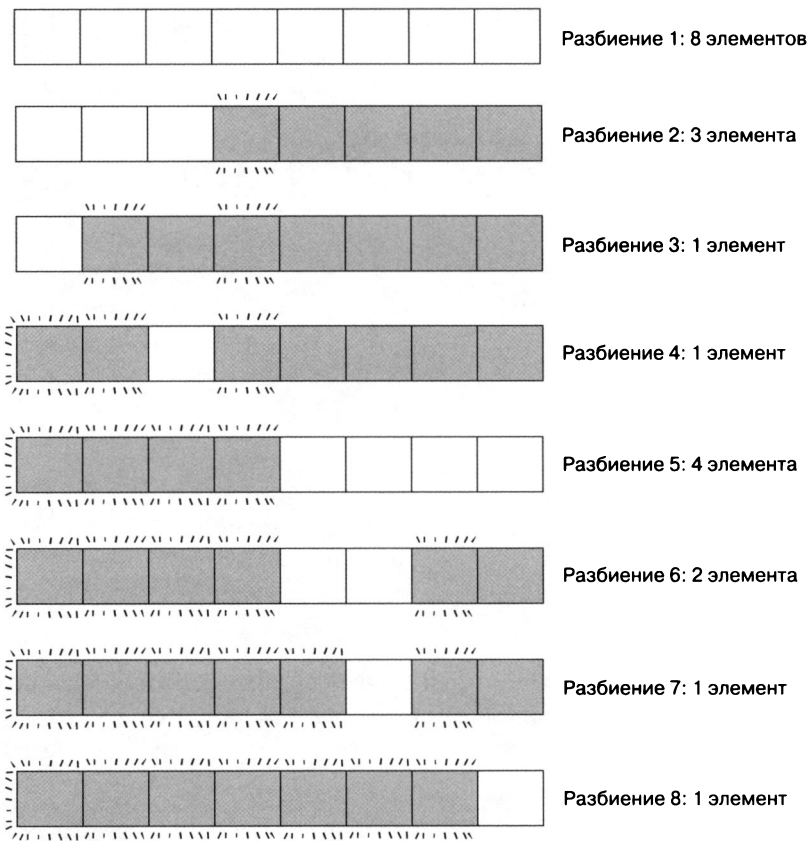 Разбиение 1: 8 элементов
Разбиение 2: 3 элемента
Разбиение 3: 1 элемент
Разбиение 4: 1 элемент
Разбиение 5: 4 элемента
Разбиение 6: 2 элемента
Разбиение 7: 1 элемент
Разбиение 8: 1 элемент